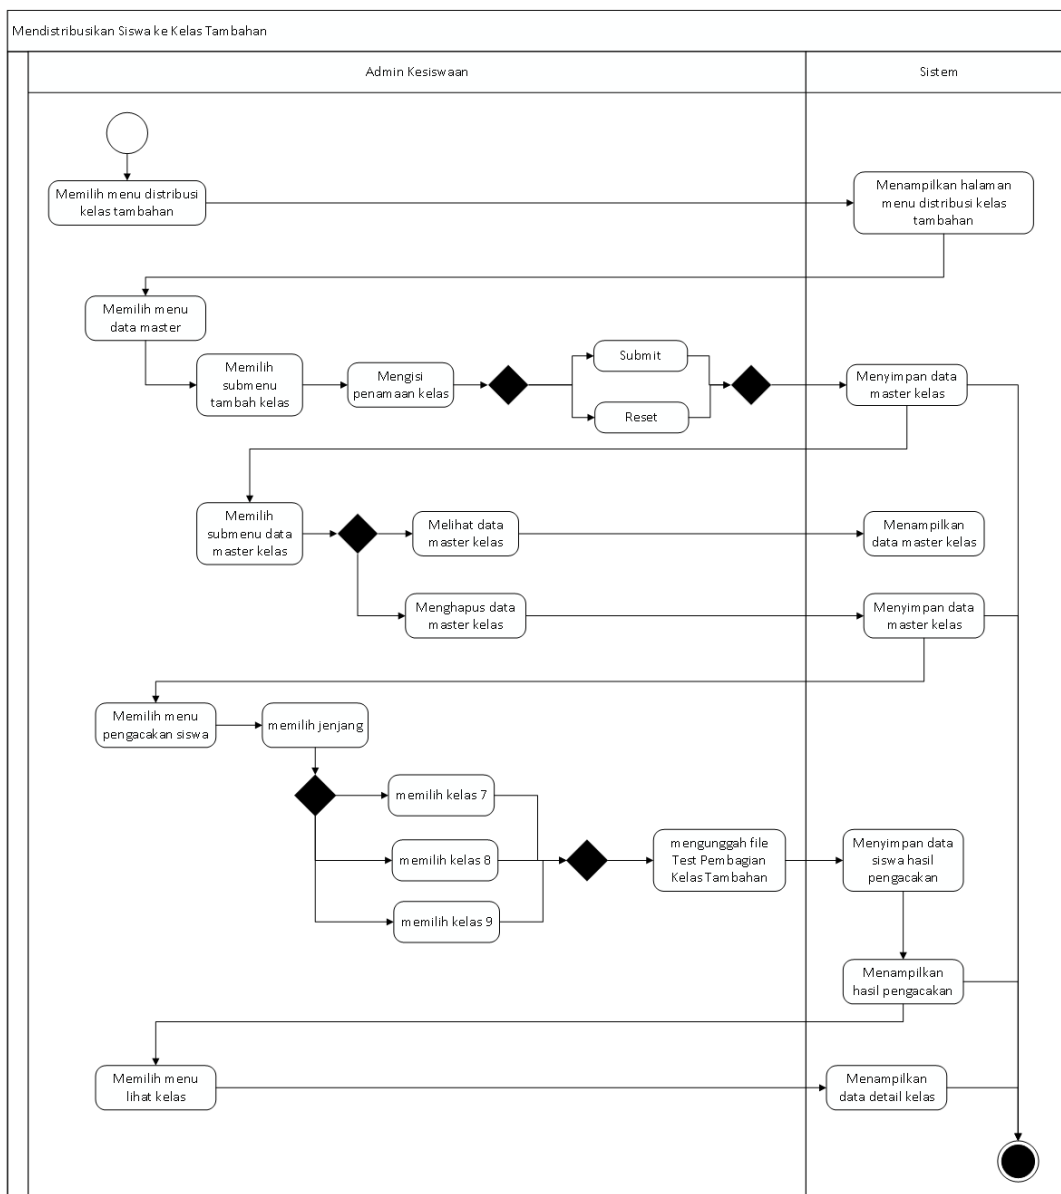 Mendistribusikan Siswa ke Kelas Tambahan
Admin Kesiswaan
Sistem
Memilih menu distribusi
kelas tambahan
Menampilkan halaman
menu distribusi kelas
tambahan
Memilih menu
data master
Memilih
submenu
tambah kelas
Mengisi
penamaan kelas
Submit
Reset
Menyimpan data
master kelas
Memilih
submenu data
master kelas
Melihat data
master kelas
Menampilkan
data master kelas
Menghapus data
master kelas
Menyimpan data
master kelas
Memilih menu
pengacakan siswa
memilih jenjang
memilih kelas 7
memilih kelas 8
memilih kelas 9
mengunggah file
Test Pembagian
Kelas Tambahan
Menyimpan data
siswa hasil
pengacakan
Menampilkan
hasil pengacakan
Memilih menu
lihat kelas
Menampilkan
data detail kelas